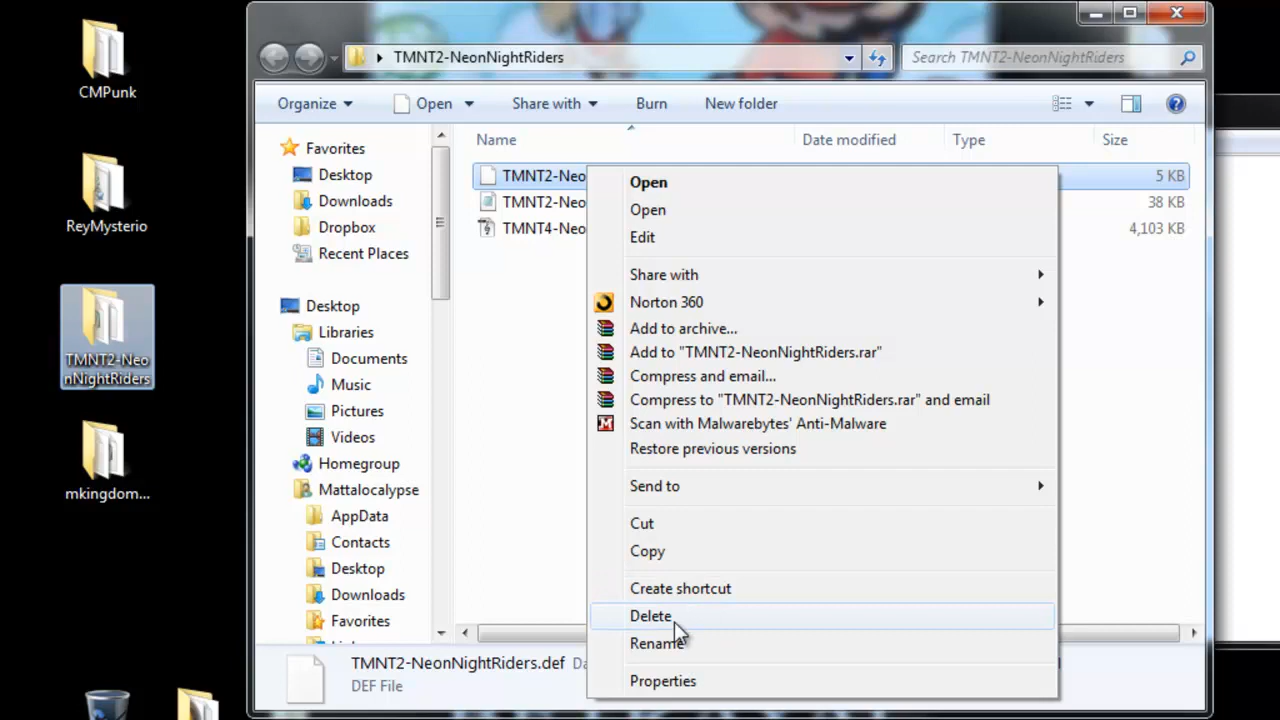 CMPunk
ReyMysterio
TMNT2-Neo
nNightRiders
mkingdom...
TMNT2-NeonNightRiders
Search TMNT2-NeonNightRiders
Organize
Open
Share with
Burn
New folder
Name
Date modified
Type
Size
Favorites
Desktop
Downloads
Dropbox
Recent Places
Desktop
Libraries
Documents
Music
Pictures
Videos
Homegroup
Mattalocalypse
AppData
Contacts
Desktop
Downloads
Favorites
TMNT2-Neo
5 KB
TMNT2-Neo
38 KB
TMNT4-Neo
4,103 KB
Open
Open
Edit
Share with
Norton 360
Add to archive...
Add to "TMNT2-NeonNightRiders.rar"
Compress and email...
Compress to "TMNT2-NeonNightRiders.rar" and email
Scan with Malwarebytes' Anti-Malware
Restore previous versions
Send to
Cut
Copy
Create shortcut
Delete
Rename
Properties
TMNT2-NeonNightRiders.def
DEF File